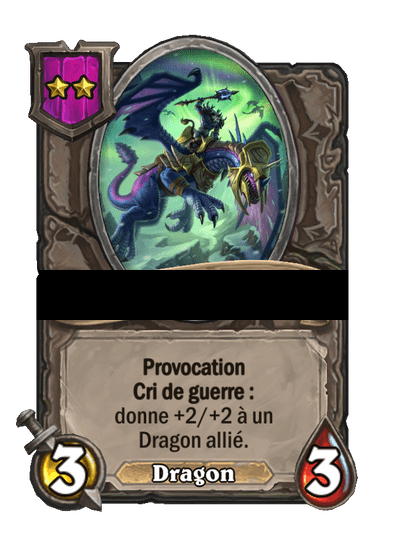 Provocation
Cri de guerre :
donne +2/+2 à un
Dragon allié.
3
Dragon
3